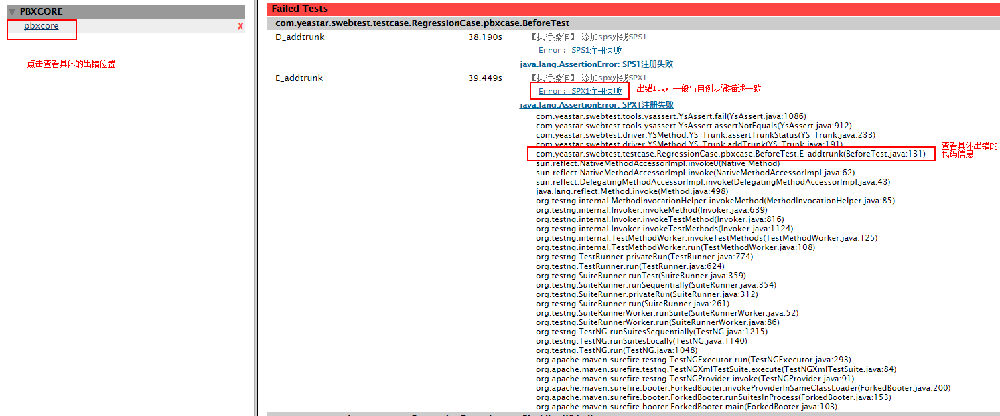 PBXCORE
pbxcore
✗
点击查看具体的出错位置
Failed Tests
com.yeastar.swebtest.testcase.RegressionCase.pbxcase.BeforeTest
D_addtrunk 38.190s 【执行操作】 添加sps外线SPS1
Error: SPS1注册失败
java.lang.AssertionError: SPS1注册失败
E_addtrunk 39.449s 【执行操作】 添加spx外线SPX1
Error: SPX1注册失败 出错log，一般与用例步骤描述一致
java.lang.AssertionError: SPX1注册失败
com.yeastar.swebtest.tools.ysassert.YsAssert.fail(YsAssert.java:1086)
com.yeastar.swebtest.tools.ysassert.YsAssert.assertNotEquals(YsAssert.java:912)
com.yeastar.swebtest.driver.YSMethod.YS_Trunk.assertTrunkStatus(YS_Trunk.java:233)
com.yeastar.swebtest.driver.YSMethod.YS_Trunk.addTrunk(YS_Trunk.java:191)
com.yeastar.swebtest.testcase.RegressionCase.pbxcase.BeforeTest.E_addtrunk(BeforeTest.java:131)
查看具体出错的
代码信息
sun.reflect.NativeMethodAccessorImpl.invoke0(Native Method)
sun.reflect.NativeMethodAccessorImpl.invoke(NativeMethodAccessorImpl.java:62)
sun.reflect.DelegatingMethodAccessorImpl.invoke(DelegatingMethodAccessorImpl.java:43)
java.lang.reflect.Method.invoke(Method.java:498)
org.testng.internal.MethodInvocationHelper.invokeMethod(MethodInvocationHelper.java:85)
org.testng.internal.Invoker.invokeMethod(Invoker.java:639)
org.testng.internal.Invoker.invokeTestMethod(Invoker.java:816)
org.testng.internal.Invoker.invokeTestMethods(Invoker.java:1124)
org.testng.internal.TestMethodWorker.invokeTestMethods(TestMethodWorker.java:125)
org.testng.internal.TestMethodWorker.run(TestMethodWorker.java:108)
org.testng.TestRunner.privateRun(TestRunner.java:774)
org.testng.TestRunner.run(TestRunner.java:624)
org.testng.SuiteRunner.runTest(SuiteRunner.java:359)
org.testng.SuiteRunner.runSequentially(SuiteRunner.java:354)
org.testng.SuiteRunner.privateRun(SuiteRunner.java:312)
org.testng.SuiteRunner.run(SuiteRunner.java:261)
org.testng.SuiteRunnerWorker.runSuite(SuiteRunnerWorker.java:52)
org.testng.SuiteRunnerWorker.run(SuiteRunnerWorker.java:86)
org.testng.TestNG.runSuitesSequentially(TestNG.java:1215)
org.testng.TestNG.runSuitesLocally(TestNG.java:1140)
org.testng.TestNG.run(TestNG.java:1048)
org.apache.maven.surefire.testng.TestNGExecutor.run(TestNGExecutor.java:293)
org.apache.maven.surefire.testng.TestNGXmlTestSuite.execute(TestNGXmlTestSuite.java:84)
org.apache.maven.surefire.testng.TestNGProvider.invoke(TestNGProvider.java:91)
org.apache.maven.surefire.booter.ForkedBooter.invokeProviderInSameClassLoader(ForkedBooter.java:200)
org.apache.maven.surefire.booter.ForkedBooter.runSuitesInProcess(ForkedBooter.java:153)
org.apache.maven.surefire.booter.ForkedBooter.main(ForkedBooter.java:103)